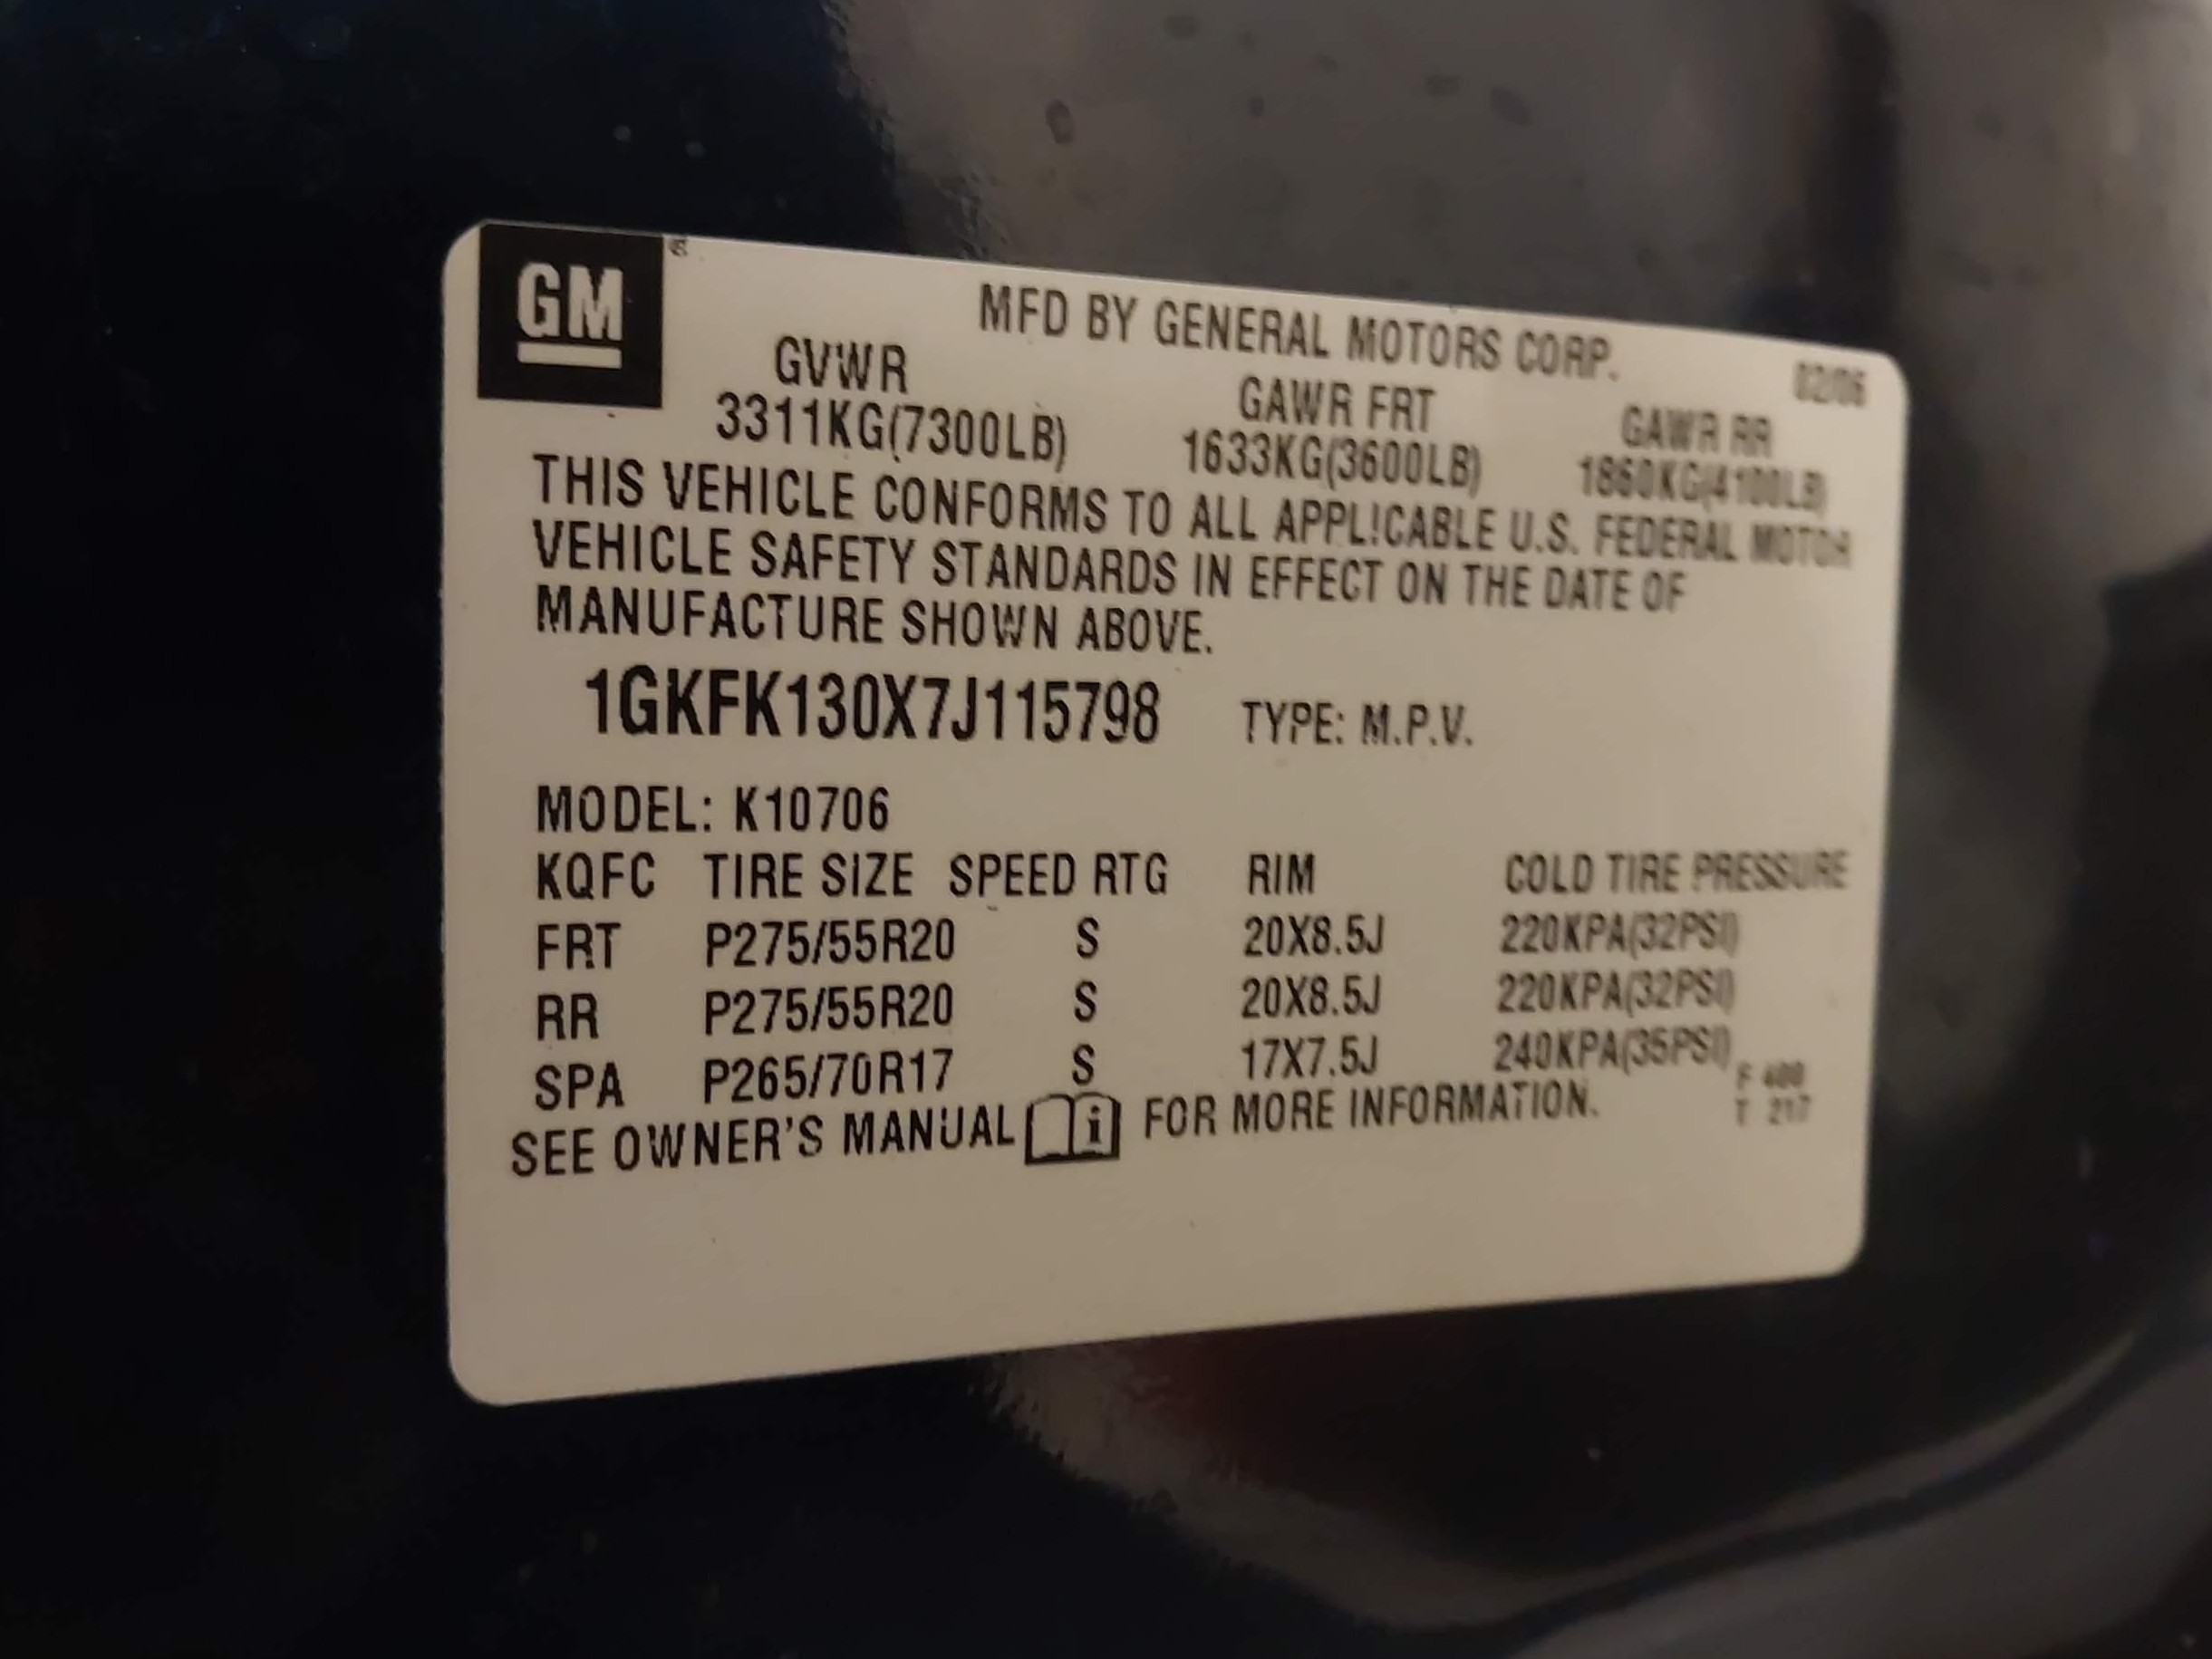 GM
MFD BY GENERAL MOTORS CORP.
02/06
GVWR GAWR FRT GAWR RR
3311KG(7300LB) 1633KG(3600LB) 1860KG(4100LB)
THIS VEHICLE CONFORMS TO ALL APPLICABLE U.S. FEDERAL MOTOR
VEHICLE SAFETY STANDARDS IN EFFECT ON THE DATE OF
MANUFACTURE SHOWN ABOVE.
1GKFK130X7J115798 TYPE: M.P.V.
MODEL: K10706
KQFC TIRE SIZE SPEED RTG RIM COLD TIRE PRESSURE
FRT P275/55R20 S 20X8.5J 220KPA(32PSI)
RR P275/55R20 S 20X8.5J 220KPA(32PSI)
SPA P265/70R17 S 17X7.5J 240KPA(35PSI)
SEE OWNER'S MANUAL i FOR MORE INFORMATION.
F
T 217